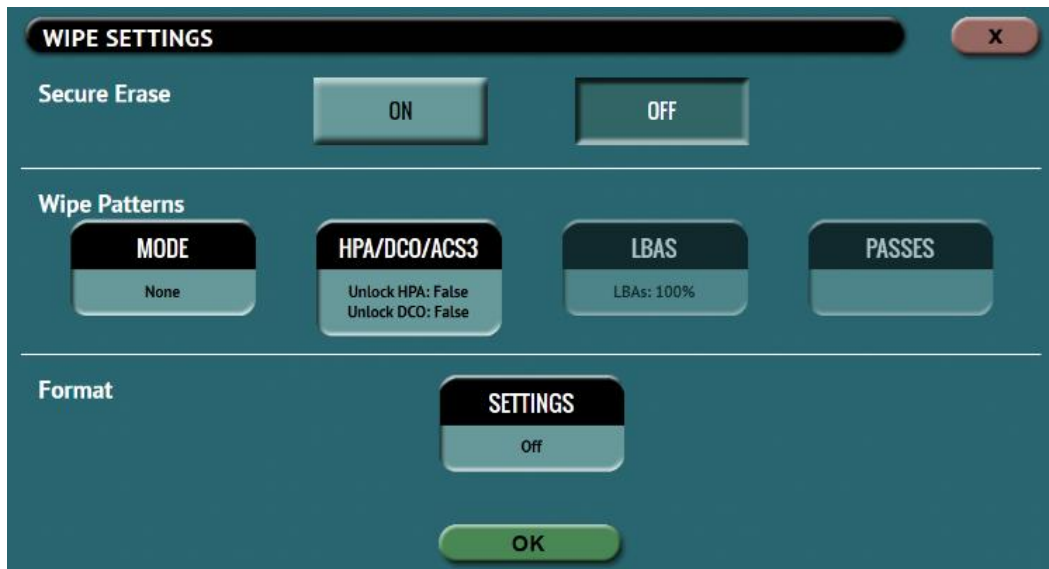 WIPE SETTINGS
X
Secure Erase
ON
OFF
Wipe Patterns
MODE
None
HPA/DCO/ACS3
Unlock HPA: False
Unlock DCO: False
LBAS
LBAs: 100%
PASSES
Format
SETTINGS
Off
OK